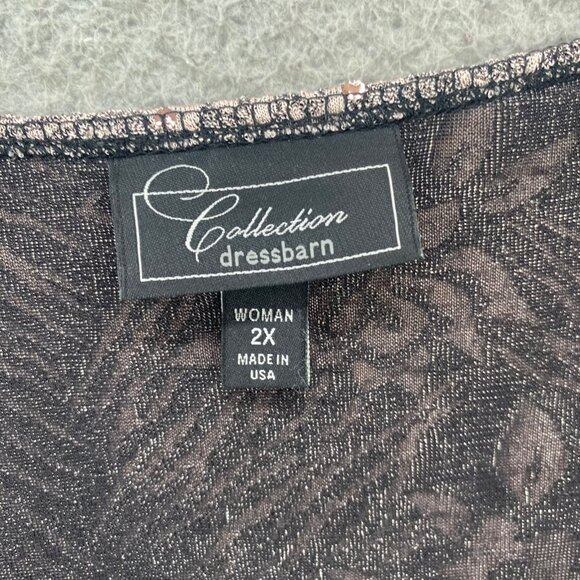 Collection
dressbarn
WOMAN
2X
MADE IN
USA